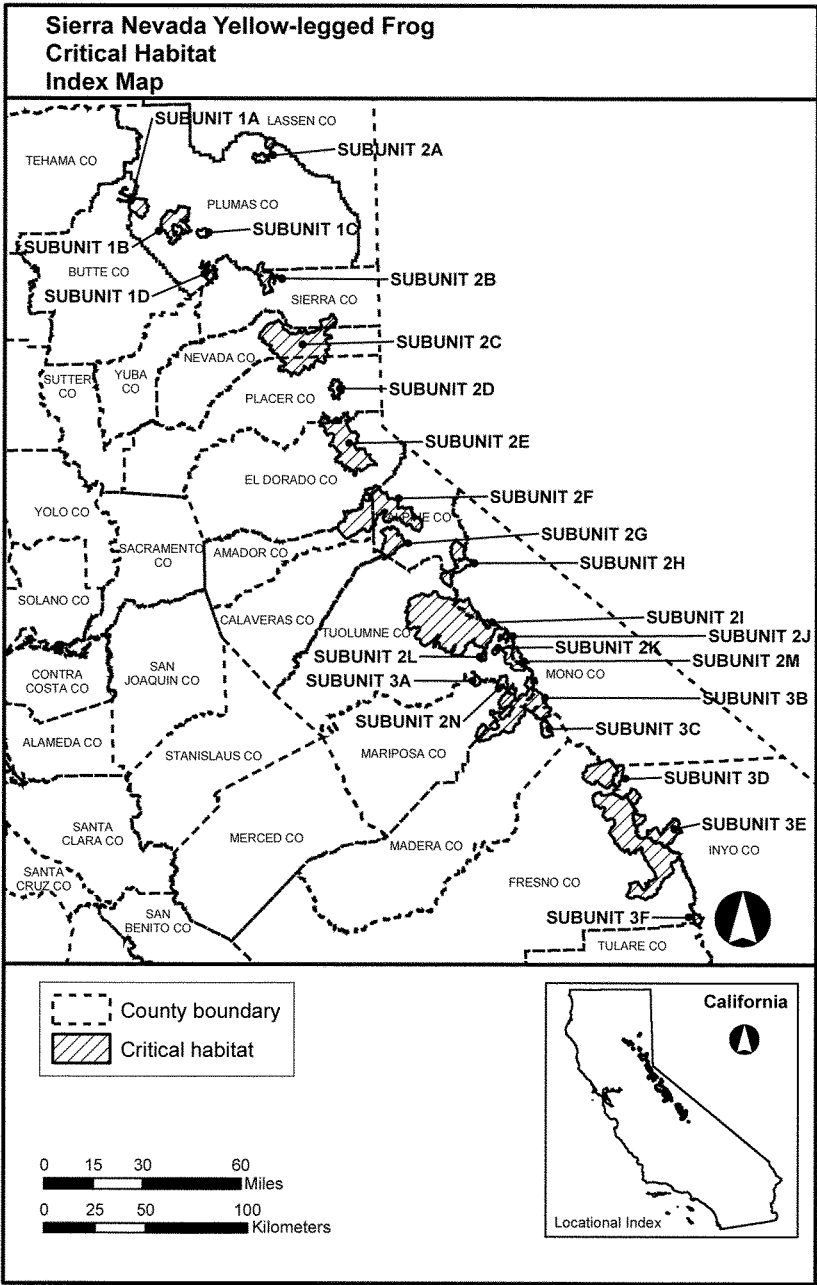 Sierra Nevada Yellow-legged Frog
Critical Habitat
Index Map
SUBUNIT 1A
LASSEN CO
SUBUNIT 2A
TEHAMA CO
PLUMAS CO
SUBUNIT 1C
SUBUNIT 1B
BUTTE CO
SUBUNIT 2B
SUBUNIT 1D
SIERRA CO
SUBUNIT 2C
NEVADA CO
SUTTER
CO
YUBA
CO
SUBUNIT 2D
PLACER CO
SUBUNIT 2E
EL DORADO CO
SUBUNIT 2F
YOLO CO
ALPINE CO
SUBUNIT 2G
SACRAMENTO
CO
AMADOR CO
SUBUNIT 2H
SOLANO CO
CALAVERAS CO
SUBUNIT 2I
TUOLUMNE CO
SUBUNIT 2J
SUBUNIT 2K
SUBUNIT 2L
SUBUNIT 2M
CONTRA
COSTA CO
SAN
JOAQUIN CO
MONO CO
SUBUNIT 3A
SUBUNIT 3B
SUBUNIT 2N
SUBUNIT 3C
ALAMEDA CO
STANISLAUS CO
MARIPOSA CO
SUBUNIT 3D
SANTA
CLARA CO
MERCED CO
MADERA CO
SUBUNIT 3E
INYO CO
SANTA
CRUZ CO
FRESNO CO
SAN
BENITO CO
SUBUNIT 3F
TULARE CO
County boundary
Critical habitat
California
0 15 30 60
Miles
0 25 50 100
Kilometers
Locational Index